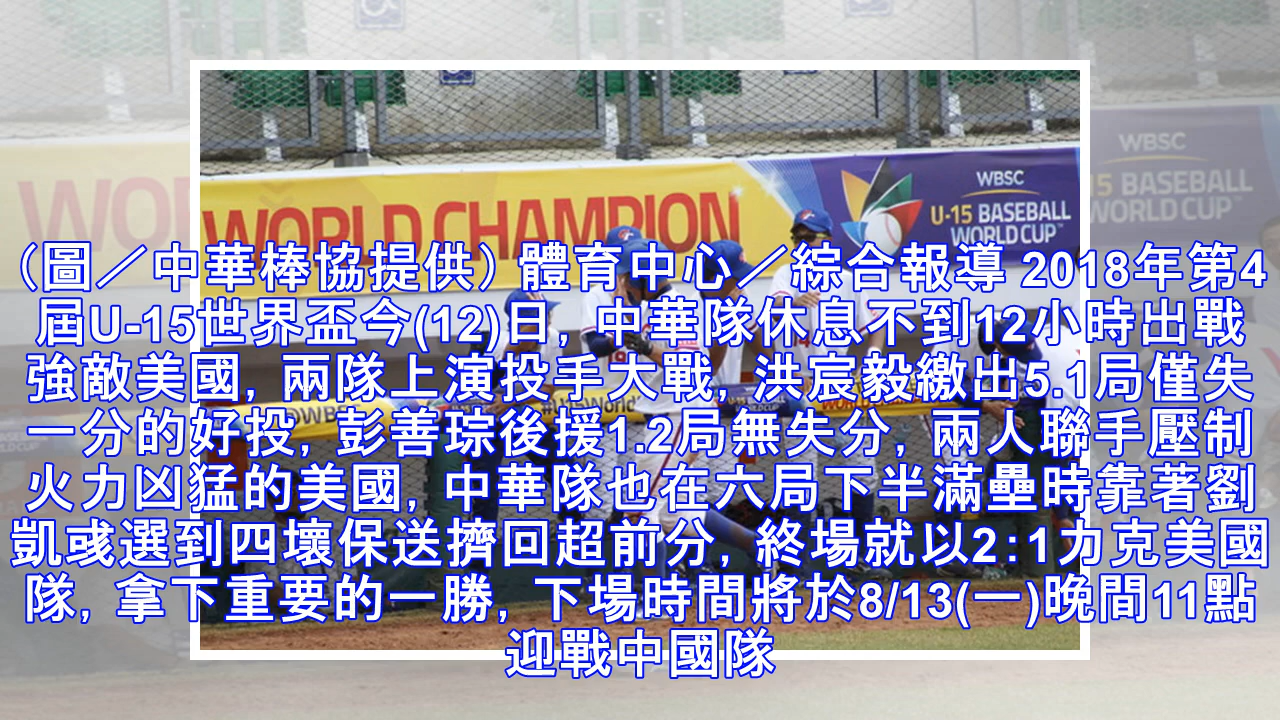 WORLD CHAMPION
WBSC
U-15 BASEBALL
WORLD CUP
WBSC
15 BASEBALL
WORLD CUP
(圖／中華棒協提供) 體育中心／綜合報導 2018年第4
屆U-15世界盃今(12)日, 中華隊休息不到12小時出戰
強敵美國, 兩隊上演投手大戰, 洪宸毅繳出5.1局僅失
一分的好投, 彭善琮後援1.2局無失分, 兩人聯手壓制
火力凶猛的美國, 中華隊也在六局下半滿壘時靠著劉
凱彧選到四壞保送擠回超前分, 終場就以2:1力克美國
隊, 拿下重要的一勝, 下場時間將於8/13(一)晚間11點
迎戰中國隊